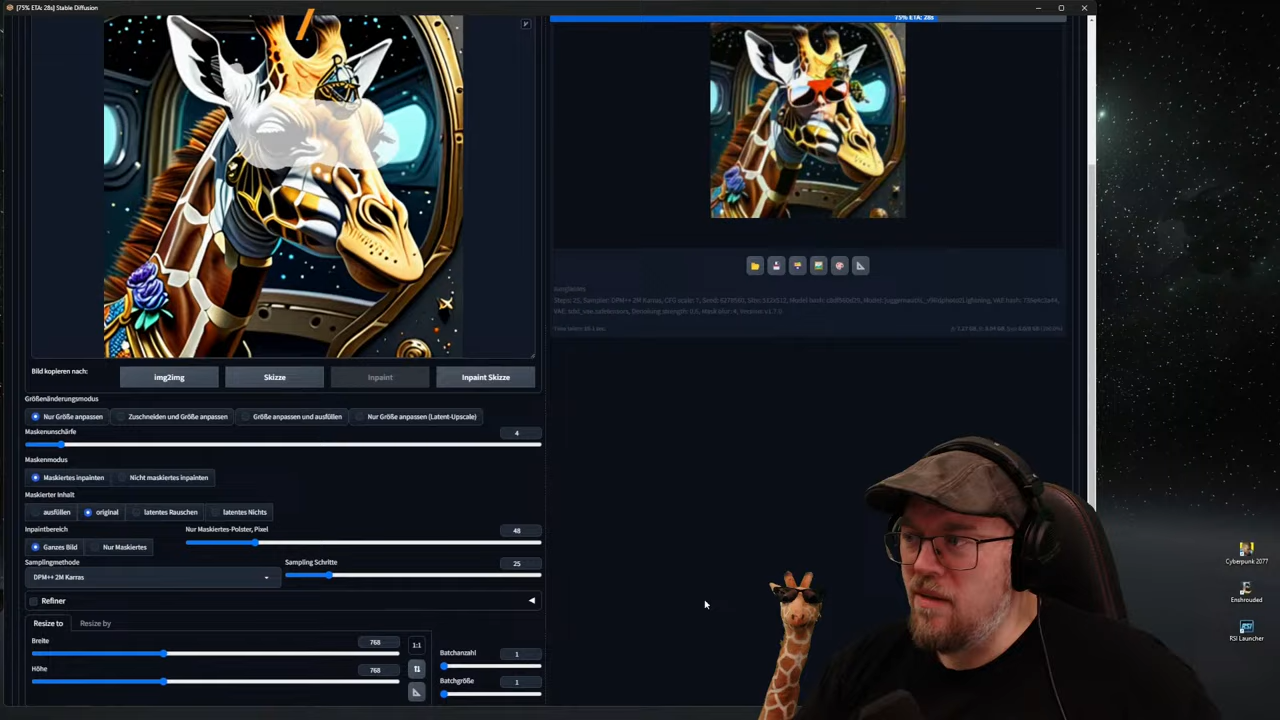 [75% ETA: 28s] Stable Diffusion
75% ETA: 28s
Bild kopieren nach:
img2img
Skizze
Inpaint
Inpaint Skizze
Größenänderungsmodus
Nur Größe anpassen
Zuschneiden und Größe anpassen
Größe anpassen und ausfüllen
Nur Größe anpassen (Latent-Upscale)
Maskenunschärfe
4
Maskenmodus
Maskiertes inpainten
Nicht maskiertes inpainten
Maskierter Inhalt
ausfüllen
original
latentes Rauschen
latentes Nichts
Inpaintbereich
Ganzes Bild
Nur Maskiertes
Nur Maskiertes-Polster, Pixel
48
Samplingmethode
DPM++ 2M Karras
Sampling Schritte
25
Refiner
Resize to
Resize by
Breite
768
Höhe
768
1:1
Batchanzahl
1
Batchgröße
1
sunglasses
Cyberpunk 2077
Enshrouded
RSI Launcher